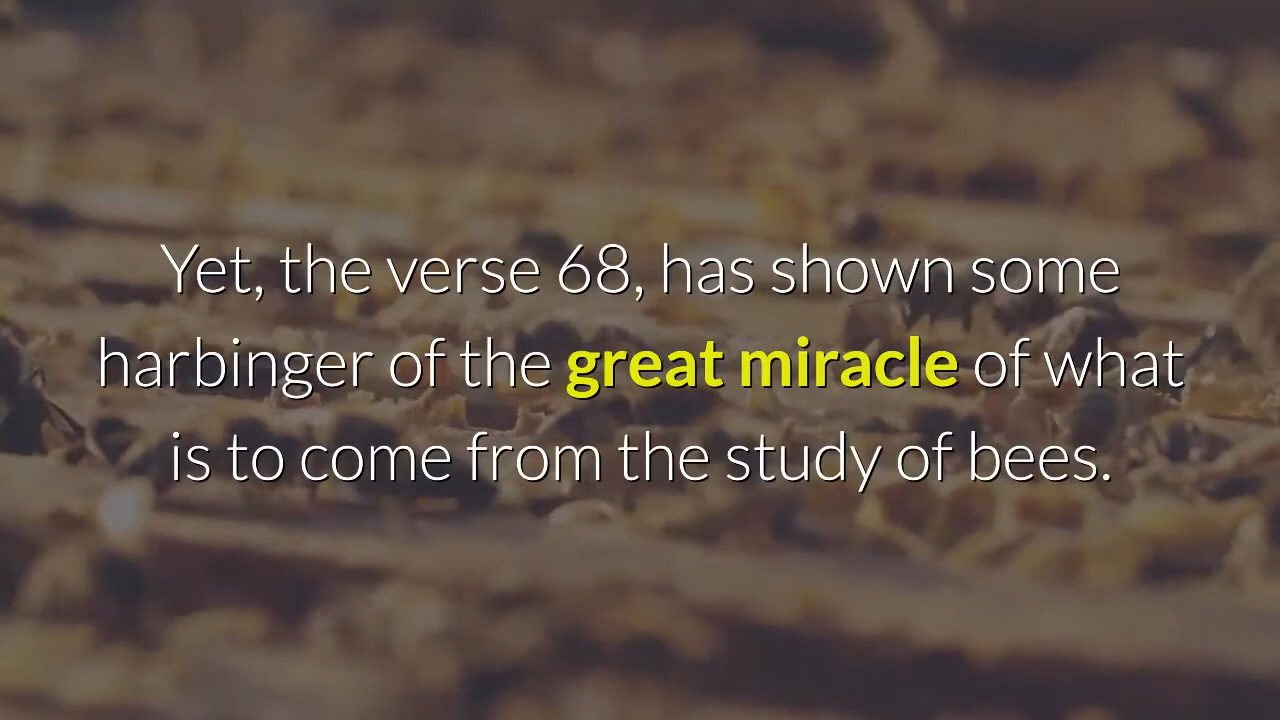 Yet, the verse 68, has shown some
harbinger of the great miracle of what
is to come from the study of bees.